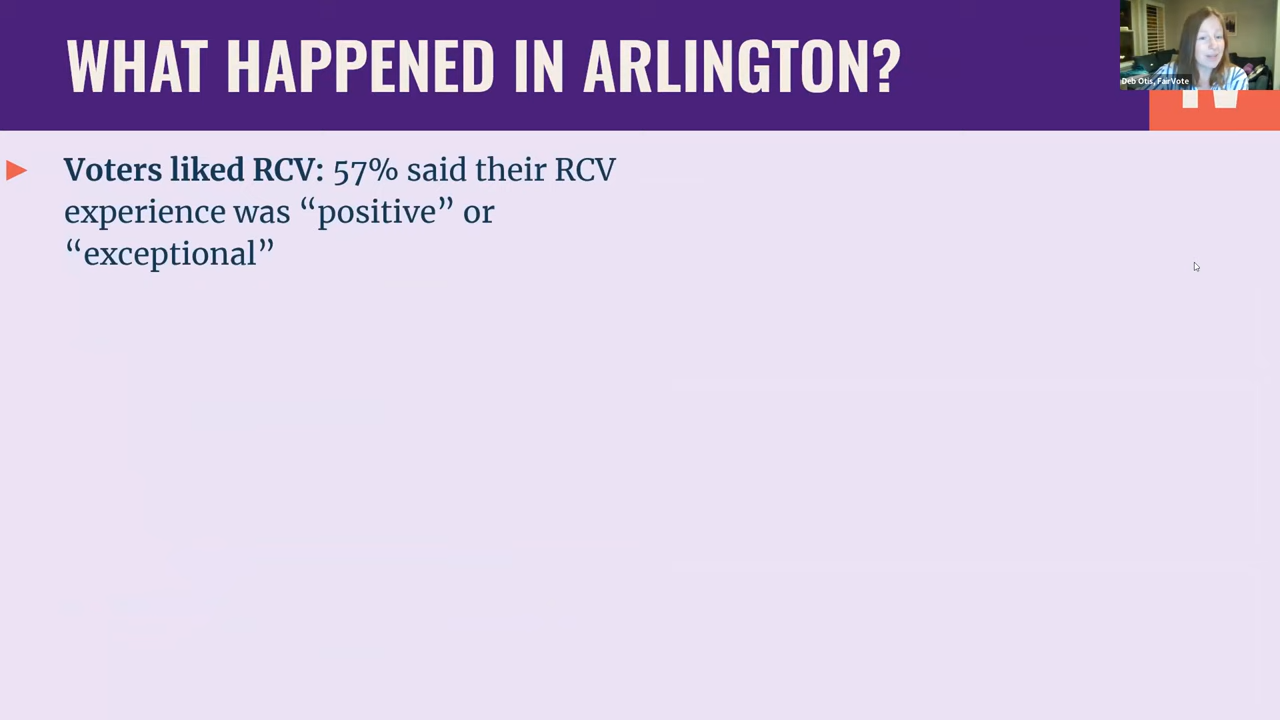 WHAT HAPPENED IN ARLINGTON?
Deb Otis, FairVote
Voters liked RCV: 57% said their RCV
experience was “positive” or
“exceptional”